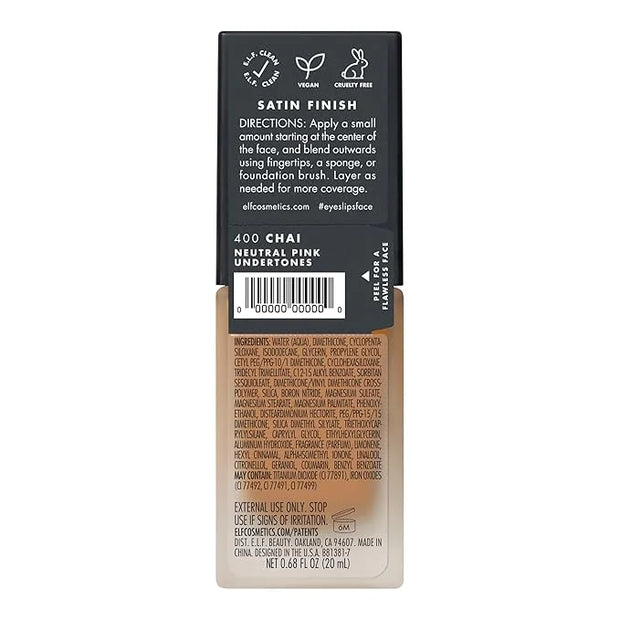 E.L.F. CLEAN
E.L.F. CLEAN
VEGAN
CRUELTY FREE
SATIN FINISH
DIRECTIONS: Apply a small
amount starting at the center of
the face, and blend outwards
using fingertips, a sponge, or
foundation brush. Layer as
needed for more coverage.
elfcosmetics.com #eyeslipsface
400 CHAI
NEUTRAL PINK
UNDERTONES
PEEL FOR A
FLAWLESS FACE
0 00000 00000 0
INGREDIENTS: WATER (AQUA), DIMETHICONE, CYCLOPENTA-
SILOXANE, ISODODECANE, GLYCERIN, PROPYLENE GLYCOL,
CETYL PEG/PPG-10/1 DIMETHICONE, CYCLOHEXASILOXANE,
TRIDECYL TRIMELLITATE, C12-15 ALKYL BENZOATE, SORBITAN
SESQUIOLEATE, DIMETHICONE/VINYL DIMETHICONE CROSS-
POLYMER, SILICA, BORON NITRIDE, MAGNESIUM SULFATE,
MAGNESIUM STEARATE, MAGNESIUM PALMITATE, PHENOXY-
ETHANOL, DISTEARDIMONIUM HECTORITE, PEG/PPG-15/15
DIMETHICONE, SILICA DIMETHYL SILYLATE, TRIETHOXYCAP-
RYLYLSILANE, CAPRYLYL GLYCOL, ETHYLHEXYLGLYCERIN,
ALUMINUM HYDROXIDE, FRAGRANCE (PARFUM), LIMONENE,
HEXYL CINNAMAL, ALPHA-ISOMETHYL IONONE, LINALOOL,
CITRONELLOL, GERANIOL, COUMARIN, BENZYL BENZOATE
MAY CONTAIN: TITANIUM DIOXIDE (CI 77891), IRON OXIDES
(CI 77492, CI 77491, CI 77499)
EXTERNAL USE ONLY. STOP
USE IF SIGNS OF IRRITATION.
6M
ELFCOSMETICS.COM/PATENTS
DIST. E.L.F. BEAUTY. OAKLAND, CA 94607. MADE IN
CHINA. DESIGNED IN THE U.S.A. B81381-7
NET 0.68 FL OZ (20 mL)